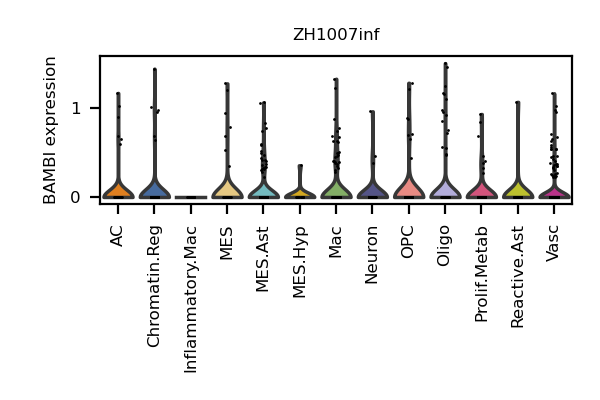 ZH1007inf
BAMBI expression
1
0
AC
Chromatin.Reg
Inflammatory.Mac
MES
MES.Ast
MES.Hyp
Mac
Neuron
OPC
Oligo
Prolif.Metab
Reactive.Ast
Vasc